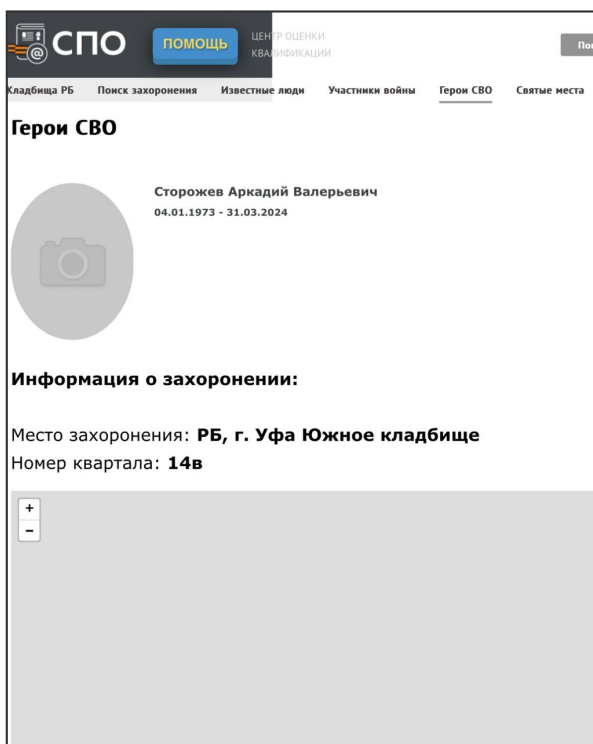 СПО
ПОМОЩЬ
ЦЕНТР ОЦЕНКИ
КВАЛИФИКАЦИИ
Кладбища РБ Поиск захоронения Известные люди Участники войны Герои СВО Святые места
Герои СВО
Сторожев Аркадий Валерьевич
04.01.1973 - 31.03.2024
Информация о захоронении:
Место захоронения: РБ, г. Уфа Южное кладбище
Номер квартала: 14в
+
−